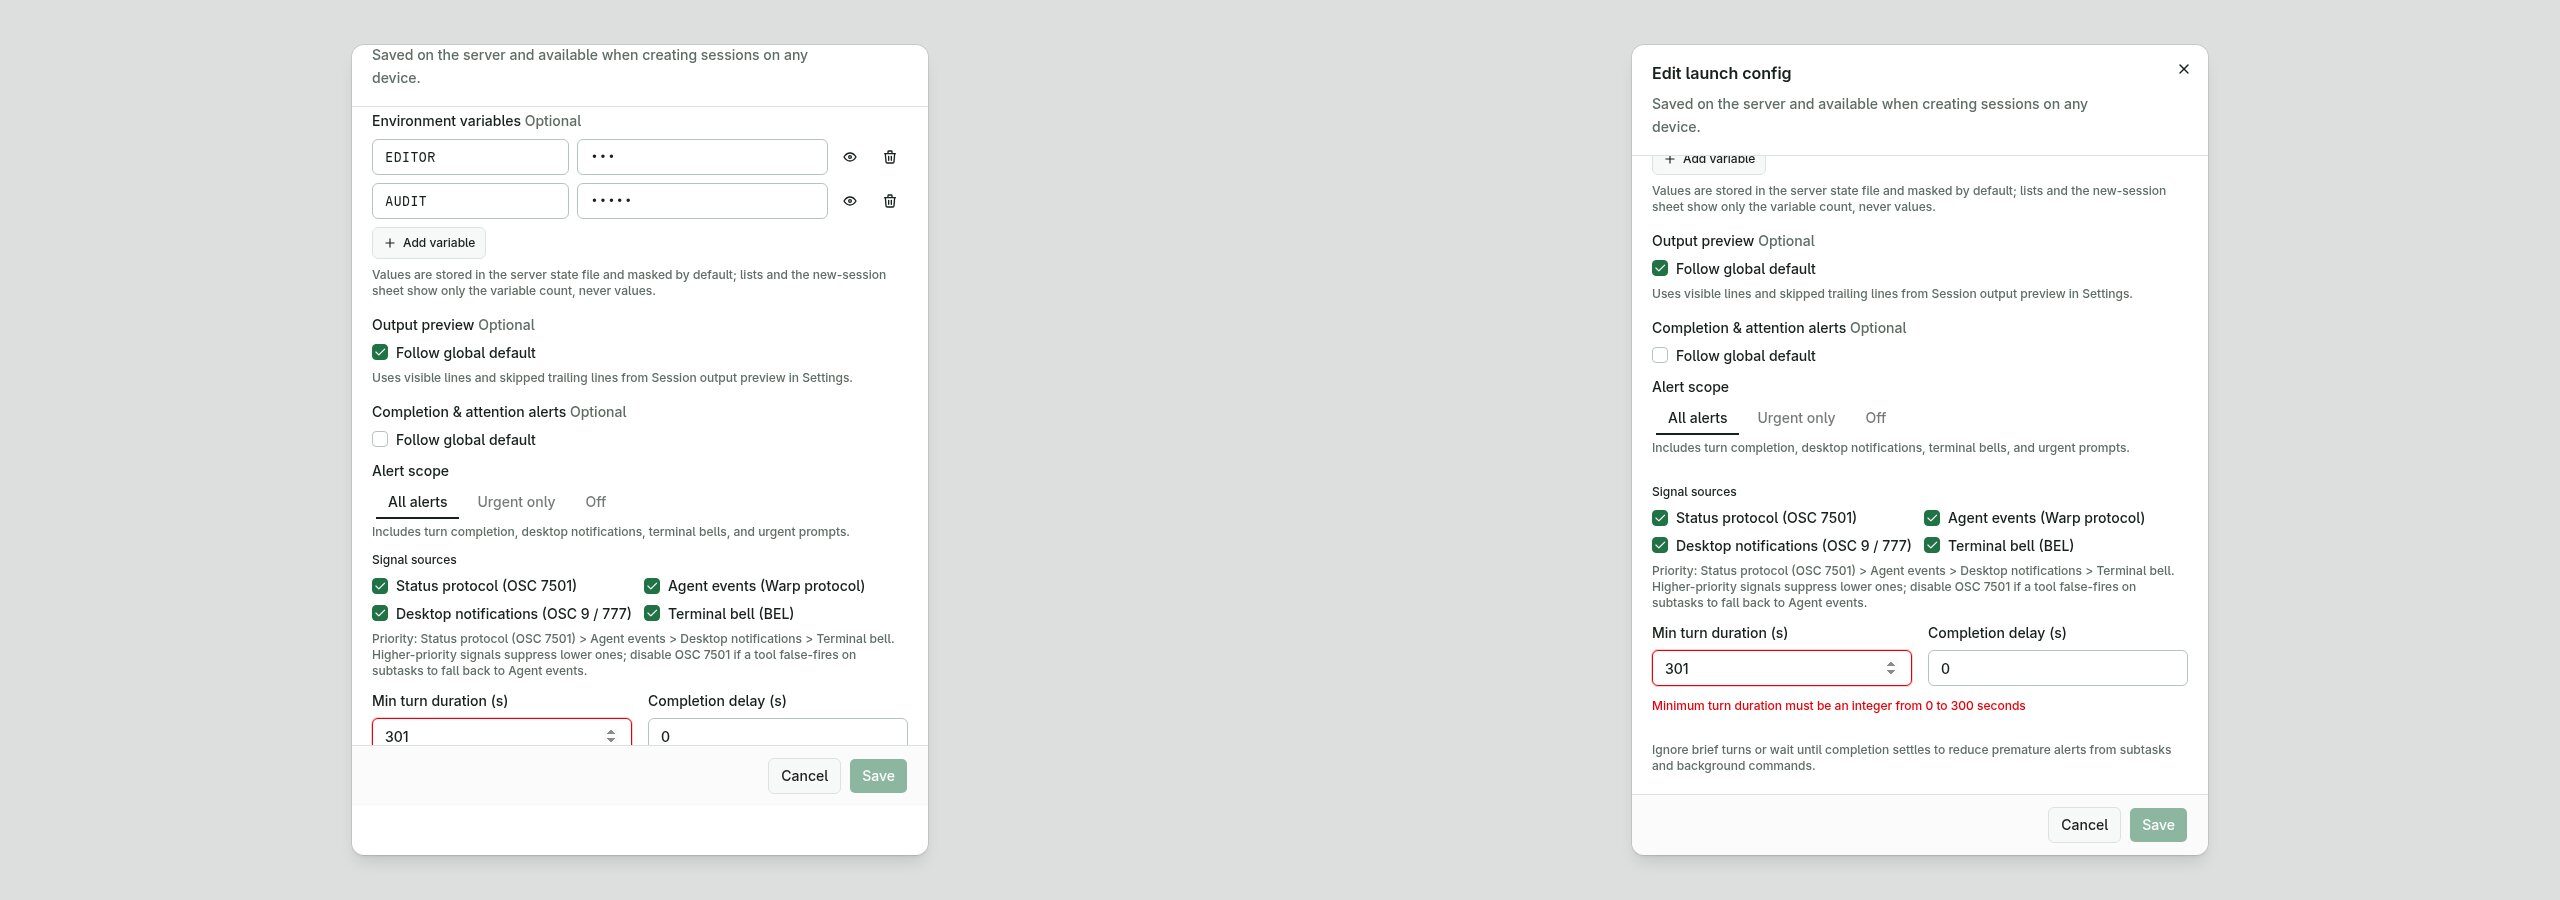 Saved on the server and available when creating sessions on any
device.
Environment variables Optional
EDITOR •••
AUDIT •••••
+ Add variable
Values are stored in the server state file and masked by default; lists and the new-session
sheet show only the variable count, never values.
Output preview Optional
Follow global default
Uses visible lines and skipped trailing lines from Session output preview in Settings.
Completion & attention alerts Optional
Follow global default
Alert scope
All alerts Urgent only Off
Includes turn completion, desktop notifications, terminal bells, and urgent prompts.
Signal sources
Status protocol (OSC 7501) Agent events (Warp protocol)
Desktop notifications (OSC 9 / 777) Terminal bell (BEL)
Priority: Status protocol (OSC 7501) > Agent events > Desktop notifications > Terminal bell.
Higher-priority signals suppress lower ones; disable OSC 7501 if a tool false-fires on
subtasks to fall back to Agent events.
Min turn duration (s) Completion delay (s)
301 0
Cancel Save
Edit launch config
Saved on the server and available when creating sessions on any
device.
+ Add variable
Values are stored in the server state file and masked by default; lists and the new-session
sheet show only the variable count, never values.
Output preview Optional
Follow global default
Uses visible lines and skipped trailing lines from Session output preview in Settings.
Completion & attention alerts Optional
Follow global default
Alert scope
All alerts Urgent only Off
Includes turn completion, desktop notifications, terminal bells, and urgent prompts.
Signal sources
Status protocol (OSC 7501) Agent events (Warp protocol)
Desktop notifications (OSC 9 / 777) Terminal bell (BEL)
Priority: Status protocol (OSC 7501) > Agent events > Desktop notifications > Terminal bell.
Higher-priority signals suppress lower ones; disable OSC 7501 if a tool false-fires on
subtasks to fall back to Agent events.
Min turn duration (s) Completion delay (s)
301 0
Minimum turn duration must be an integer from 0 to 300 seconds
Ignore brief turns or wait until completion settles to reduce premature alerts from subtasks
and background commands.
Cancel Save